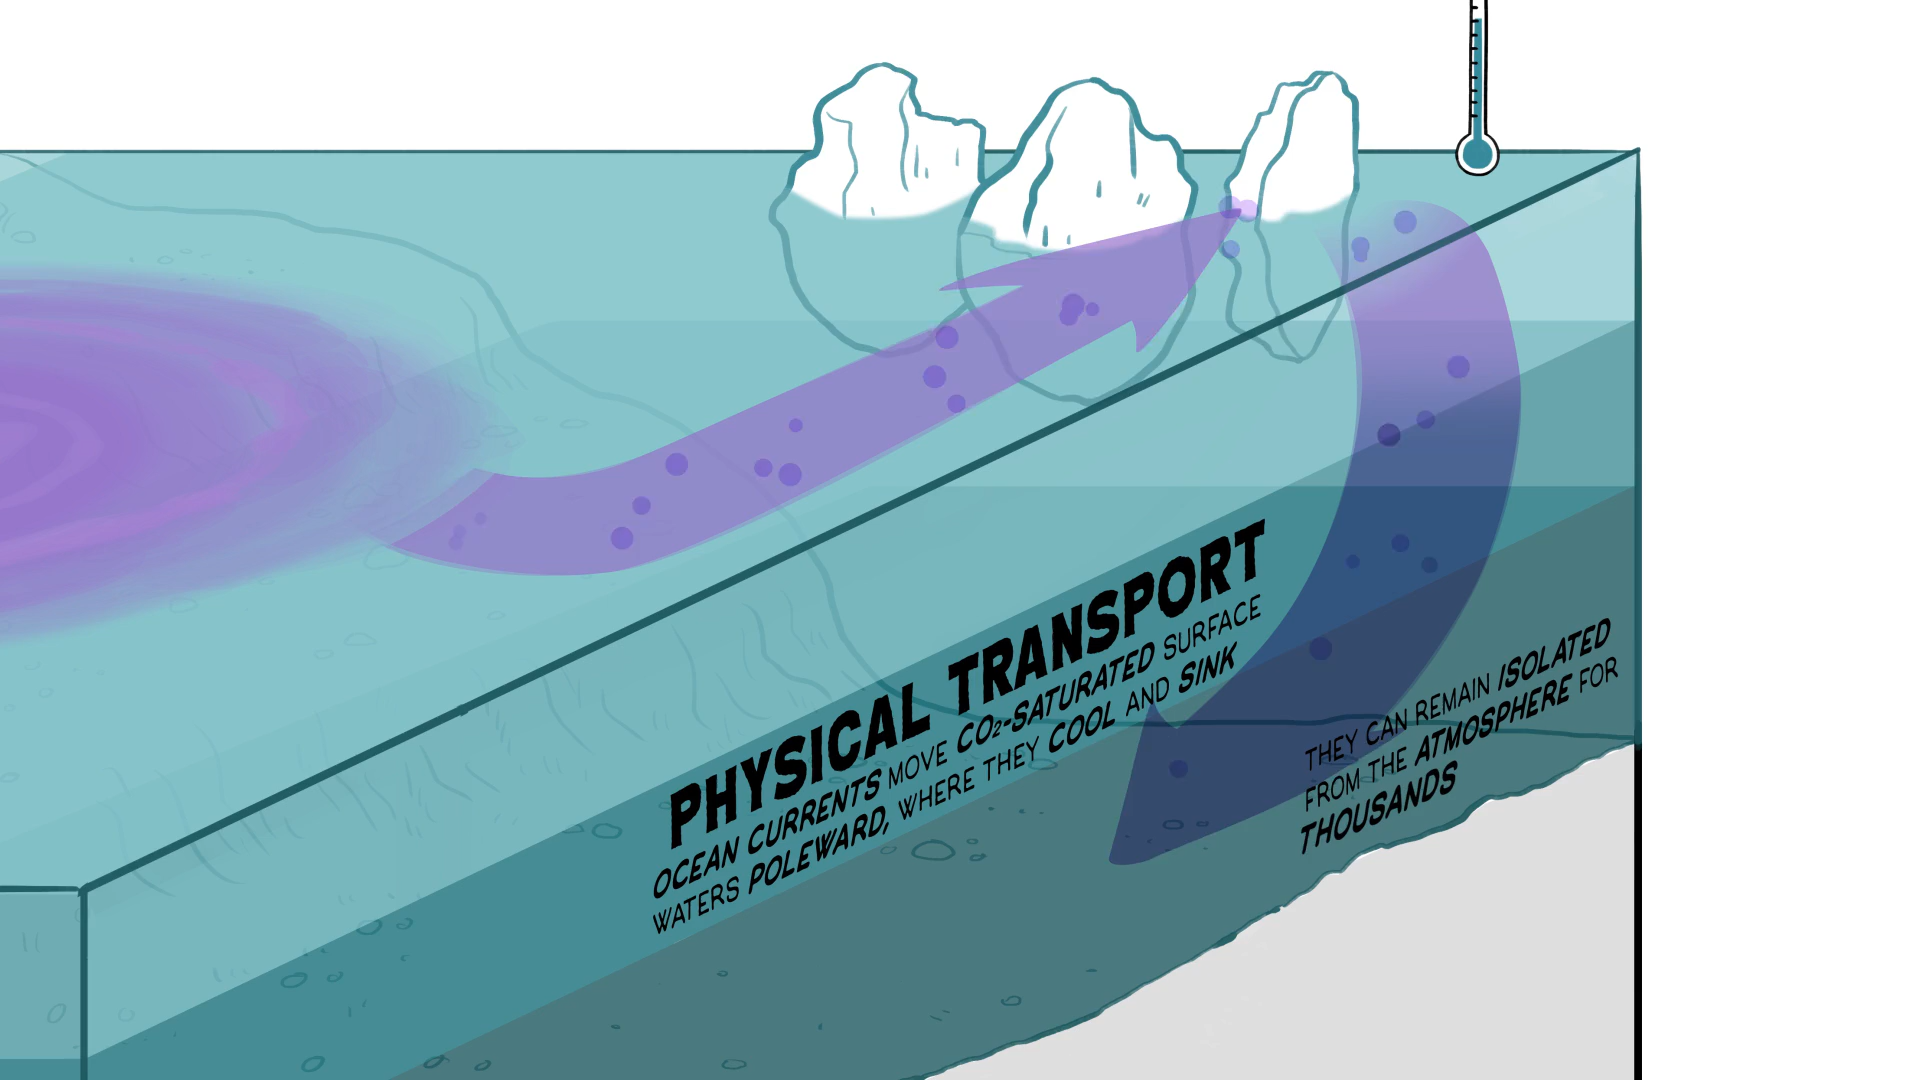 PHYSICAL TRANSPORT
OCEAN CURRENTS MOVE CO₂-SATURATED SURFACE
WATERS POLEWARD, WHERE THEY COOL AND SINK
THEY CAN REMAIN ISOLATED
FROM THE ATMOSPHERE FOR
THOUSANDS